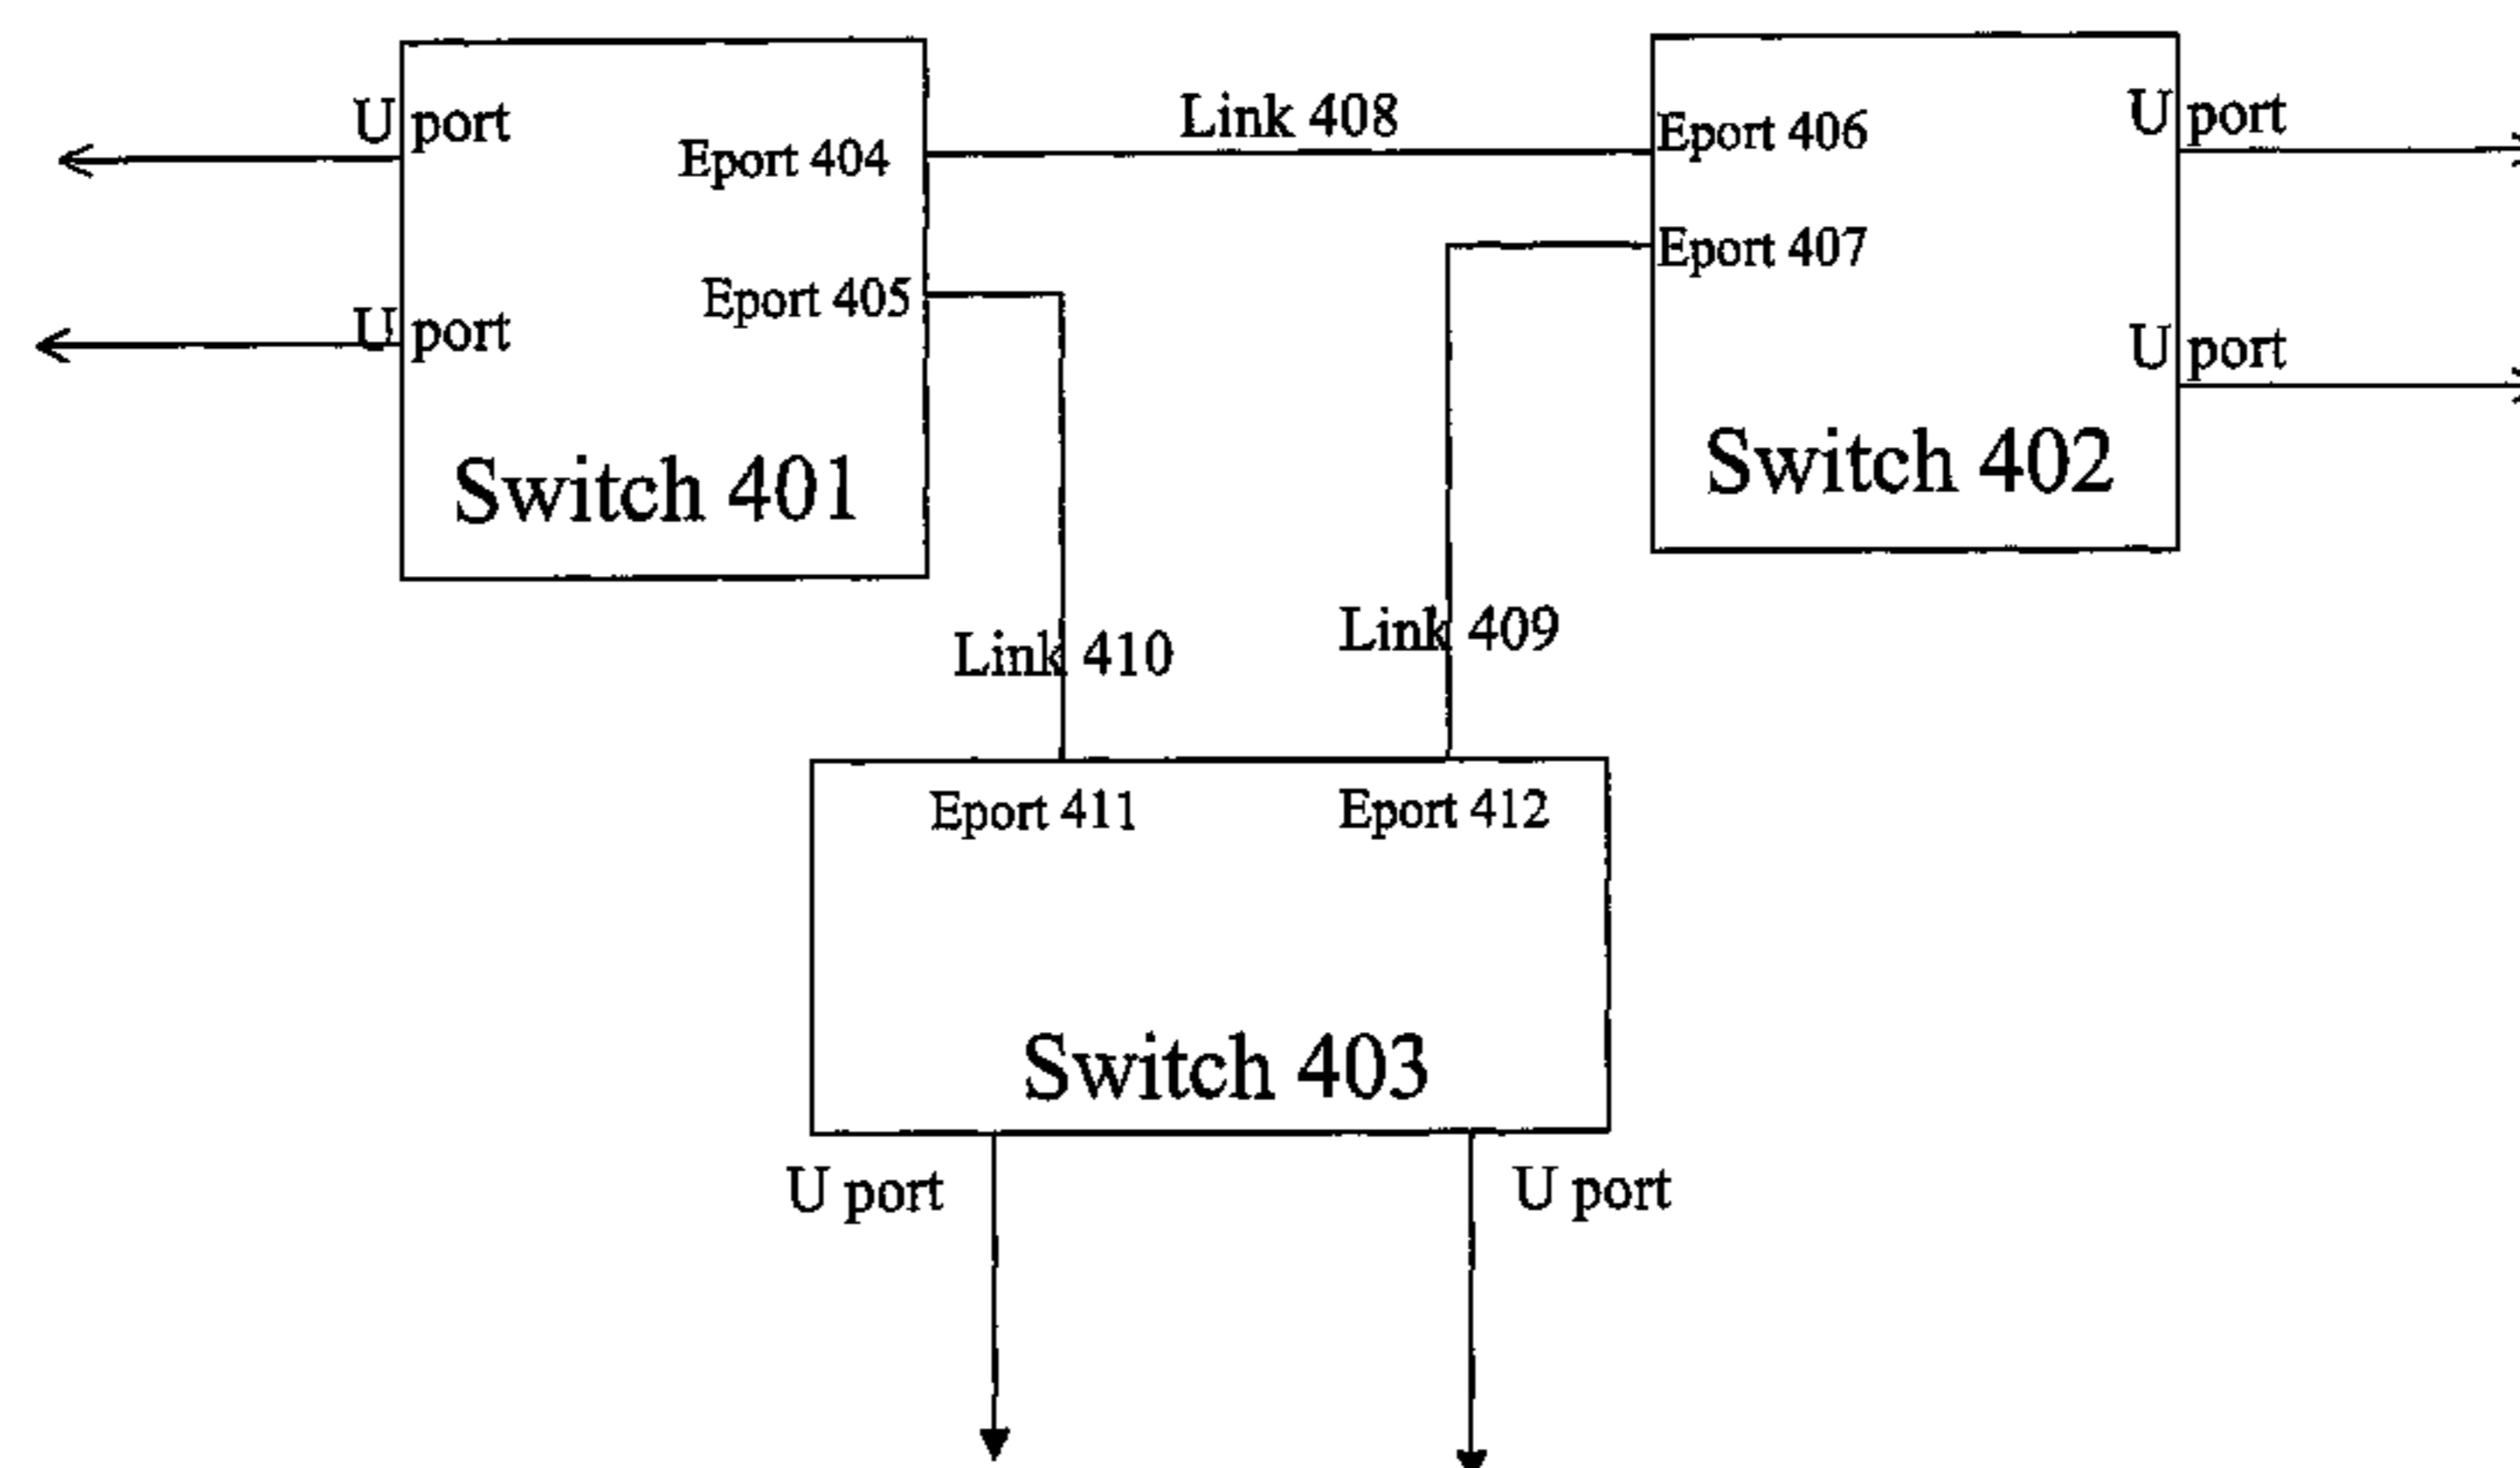 U port
Eport 404
Link 408
Eport 406
U port
Eport 407
Eport 405
U port
U port
Switch 401
Switch 402
Link 410
Link 409
Eport 411
Eport 412
Switch 403
U port
U port